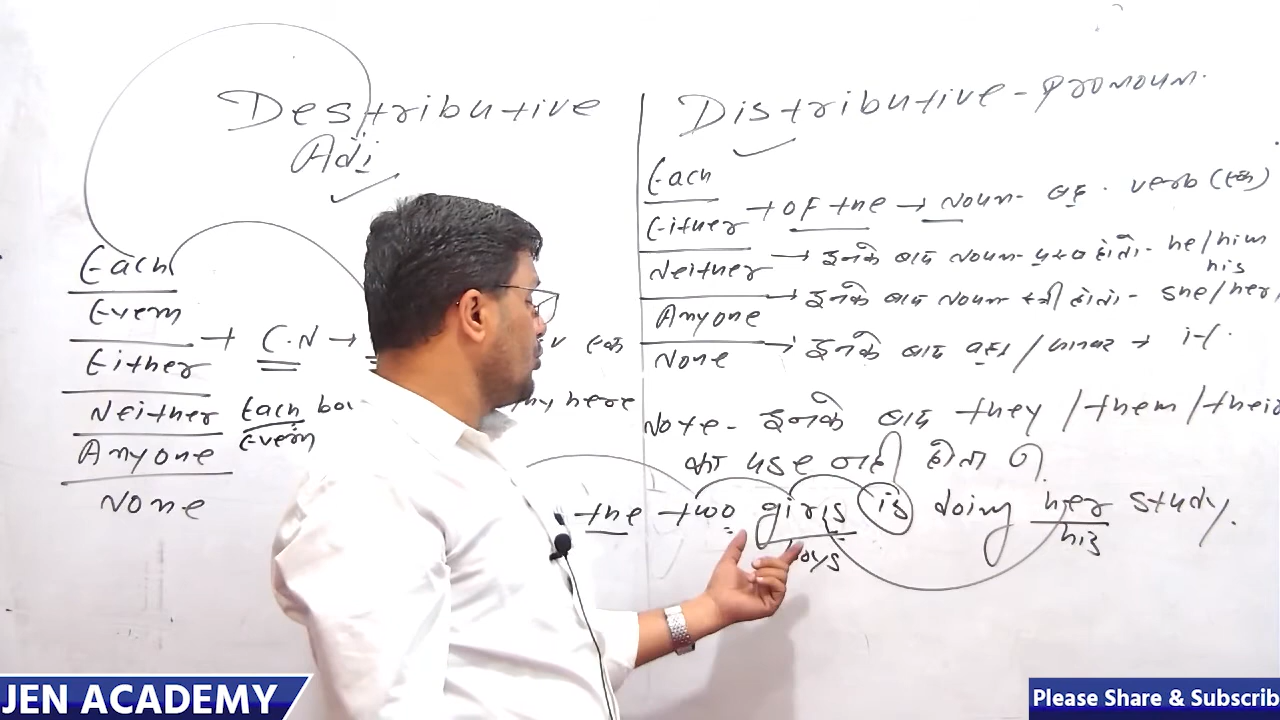 Destributive
Adj
Each
Every
Either
Neither
Anyone
None
→ C.N →
Each
Every
here
Distributive - Pronoun.
Each
Either
Neither
Anyone
None
→ OF the → Noun - बहु. verb (एक)
→ इनके बाद Noun - पुरुष होतो - he/him
his
→ इनके बाद Noun स्त्री होतो - she/her,
→ इनके बाद / जानवर → it.
Note - इनके बाद they / them / their
का use नही होता है.
the two girls is doing her study.
boys his
JEN ACADEMY
Please Share & Subscrib